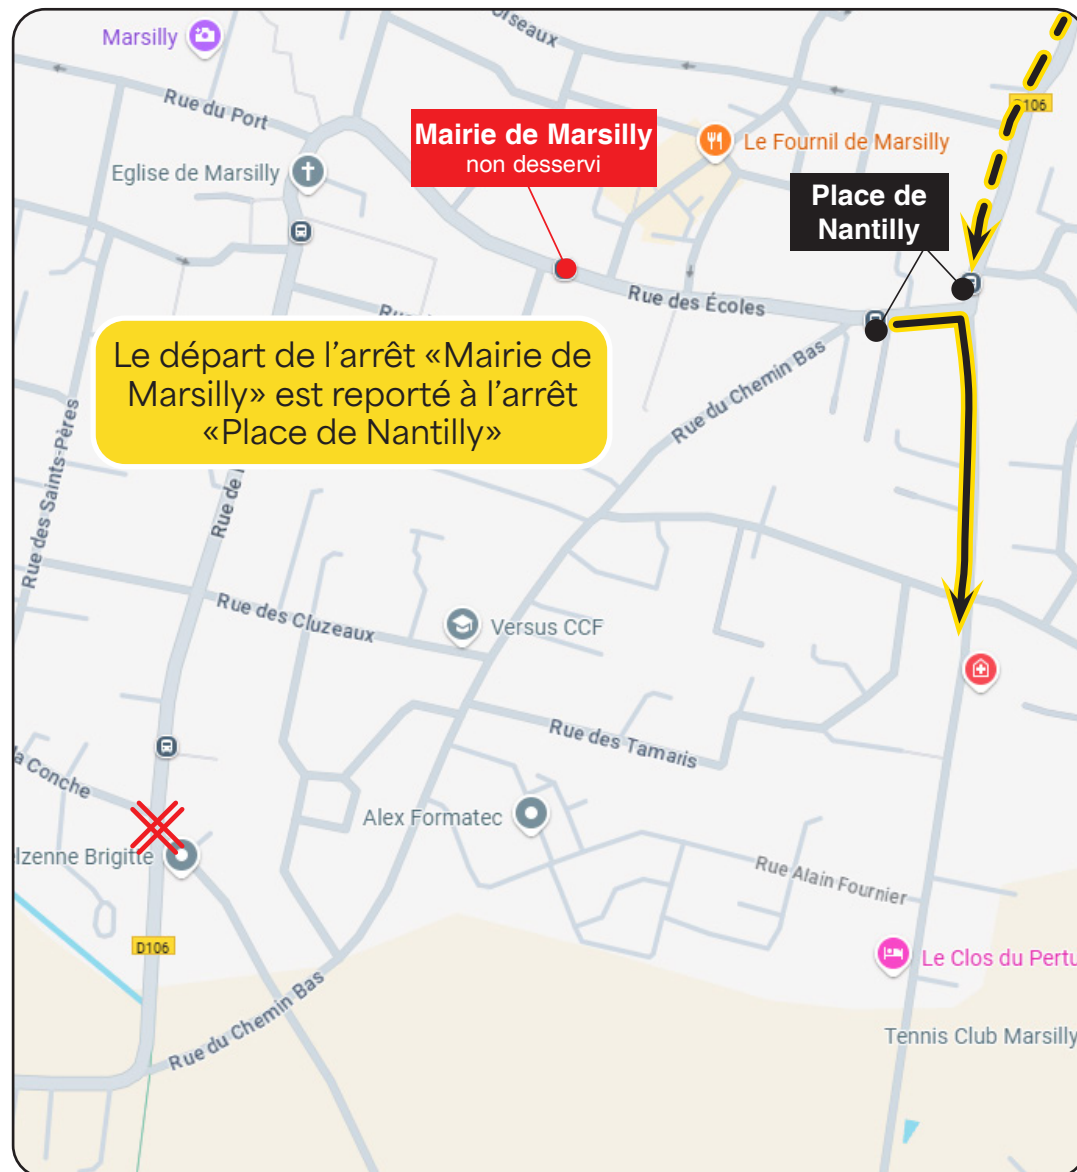 Marsilly
Rue du Port
Eglise de Marsilly
Mairie de Marsilly
non desservi
Le Fournil de Marsilly
Place de
Nantilly
Rue des Écoles
Le départ de l’arrêt «Mairie de
Marsilly» est reporté à l’arrêt
«Place de Nantilly»
Rue du Chemin Bas
Rue des Saints-Pères
Rue de
Rue des Cluzeaux
Versus CCF
Rue des Tamaris
la Conche
Alex Formatec
Brigitte
Rue Alain Fournier
D106
Le Clos du
Rue du Chemin Bas
Tennis Club Marsilly